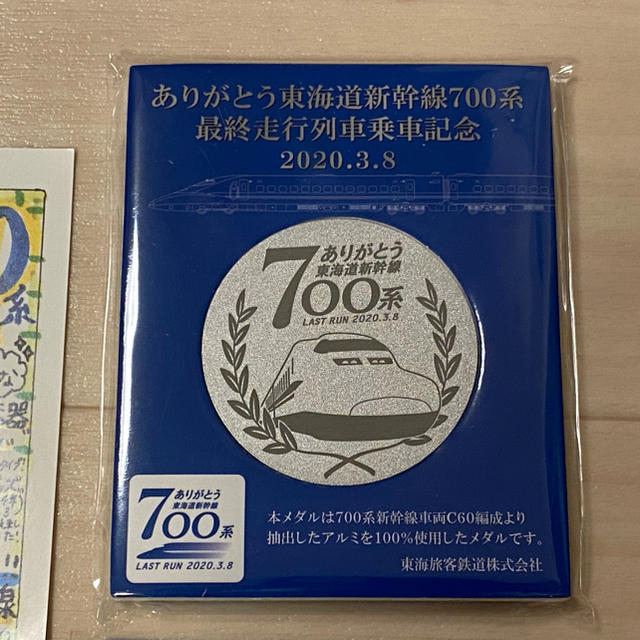 ありがとう東海道新幹線700系
最終走行列車乗車記念
2020.3.8
ありがとう
東海道新幹線
700系
LAST RUN 2020.3.8
ありがとう
東海道新幹線
700系
LAST RUN 2020.3.8
本メダルは700系新幹線車両C60編成より
抽出したアルミを100%使用したメダルです。
東海旅客鉄道株式会社
系
な
器
線